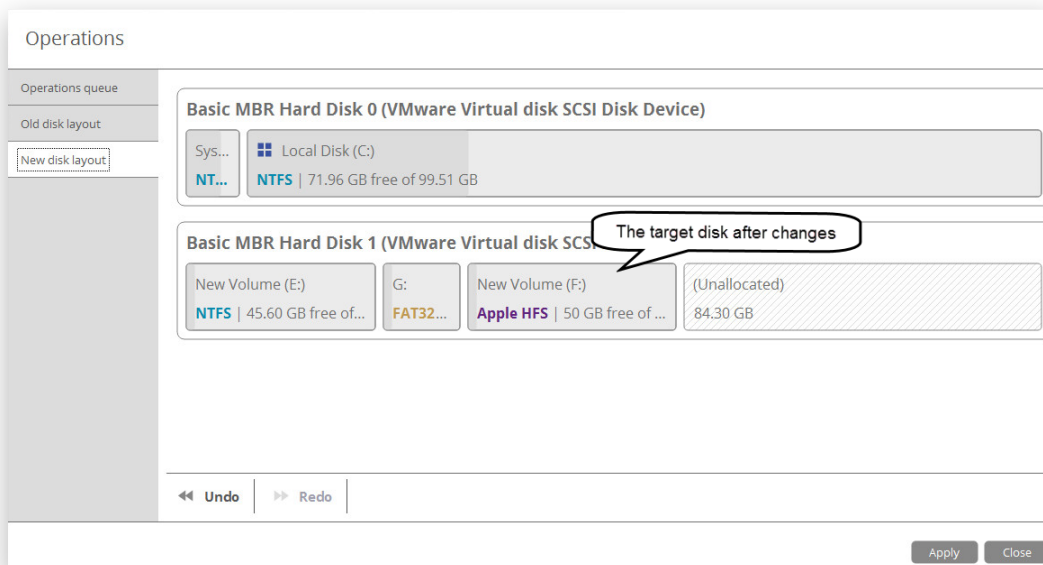 Operations
Operations queue
Old disk layout
New disk layout
Basic MBR Hard Disk 0 (VMware Virtual disk SCSI Disk Device)
Sys...
Local Disk (C:)
NT...
NTFS | 71.96 GB free of 99.51 GB
The target disk after changes
Basic MBR Hard Disk 1 (VMware Virtual disk SCS
New Volume (E:)
G:
New Volume (F:)
(Unallocated)
NTFS | 45.60 GB free of...
FAT32...
Apple HFS | 50 GB free of ...
84.30 GB
Undo
Redo
Apply
Close